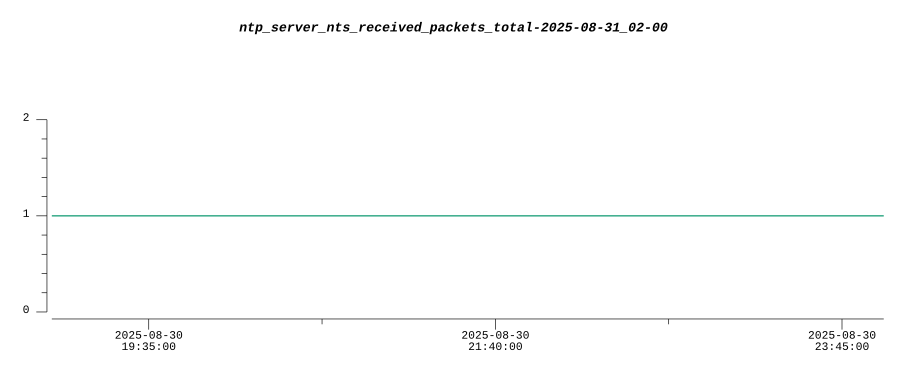 ntp_server_nts_received_packets_total-2025-08-31_02-00
2
1
0
2025-08-30 2025-08-30 2025-08-30
19:35:00 21:40:00 23:45:00